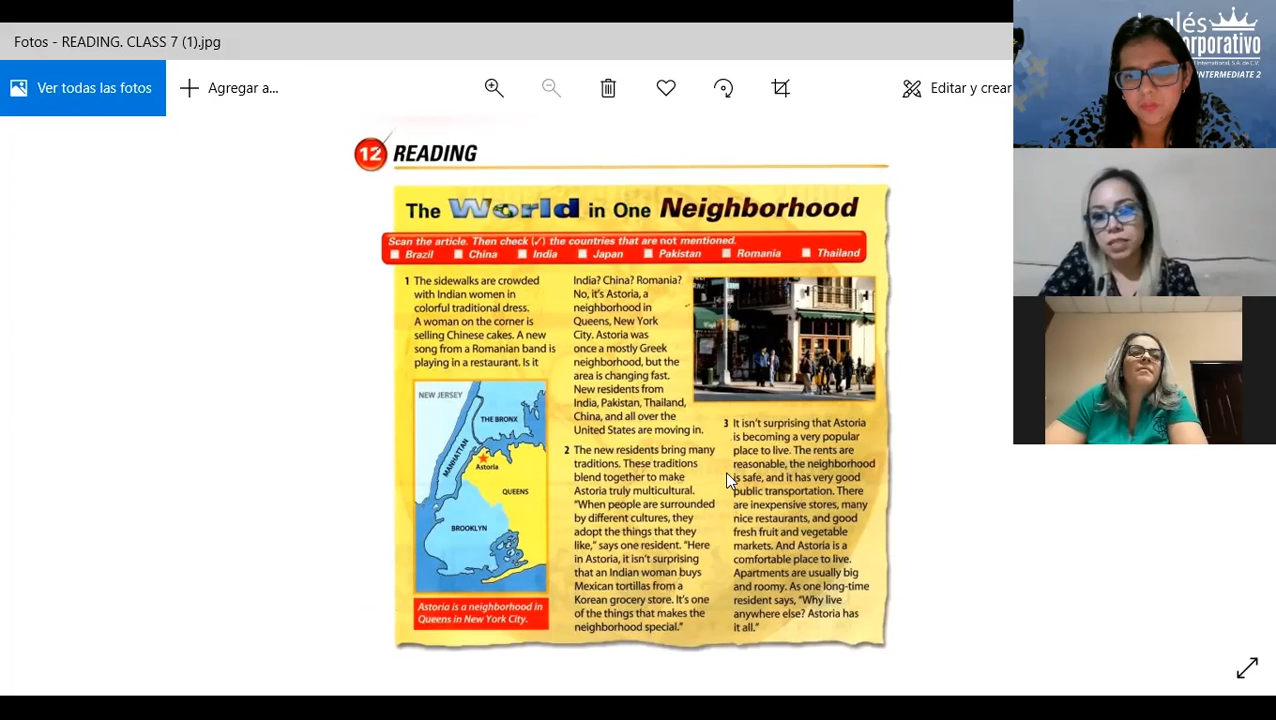 Fotos - READING. CLASS 7 (1).jpg
Ver todas las fotos
Agregar a...
Editar y crear
Inglés
orporativo
International, S.A. de C.V.
INTERMEDIATE 2
12 READING
The World in One Neighborhood
Scan the article. Then check (✓) the countries that are not mentioned.
Brazil China India Japan Pakistan Romania Thailand
1 The sidewalks are crowded
with Indian women in
colorful traditional dress.
A woman on the corner is
selling Chinese cakes. A new
song from a Romanian band is
playing in a restaurant. Is it
NEW JERSEY
THE BRONX
MANHATTAN
Astoria
QUEENS
BROOKLYN
Astoria is a neighborhood in
Queens in New York City.
India? China? Romania?
No, it's Astoria, a
neighborhood in
Queens, New York
City. Astoria was
once a mostly Greek
neighborhood, but the
area is changing fast.
New residents from
India, Pakistan, Thailand,
China, and all over the
United States are moving in.
2 The new residents bring many
traditions. These traditions
blend together to make
Astoria truly multicultural.
"When people are surrounded
by different cultures, they
adopt the things that they
like," says one resident. "Here
in Astoria, it isn't surprising
that an Indian woman buys
Mexican tortillas from a
Korean grocery store. It's one
of the things that makes the
neighborhood special."
3 It isn't surprising that Astoria
is becoming a very popular
place to live. The rents are
reasonable, the neighborhood
is safe, and it has very good
public transportation. There
are inexpensive stores, many
nice restaurants, and good
fresh fruit and vegetable
markets. And Astoria is a
comfortable place to live.
Apartments are usually big
and roomy. As one long-time
resident says, "Why live
anywhere else? Astoria has
it all."